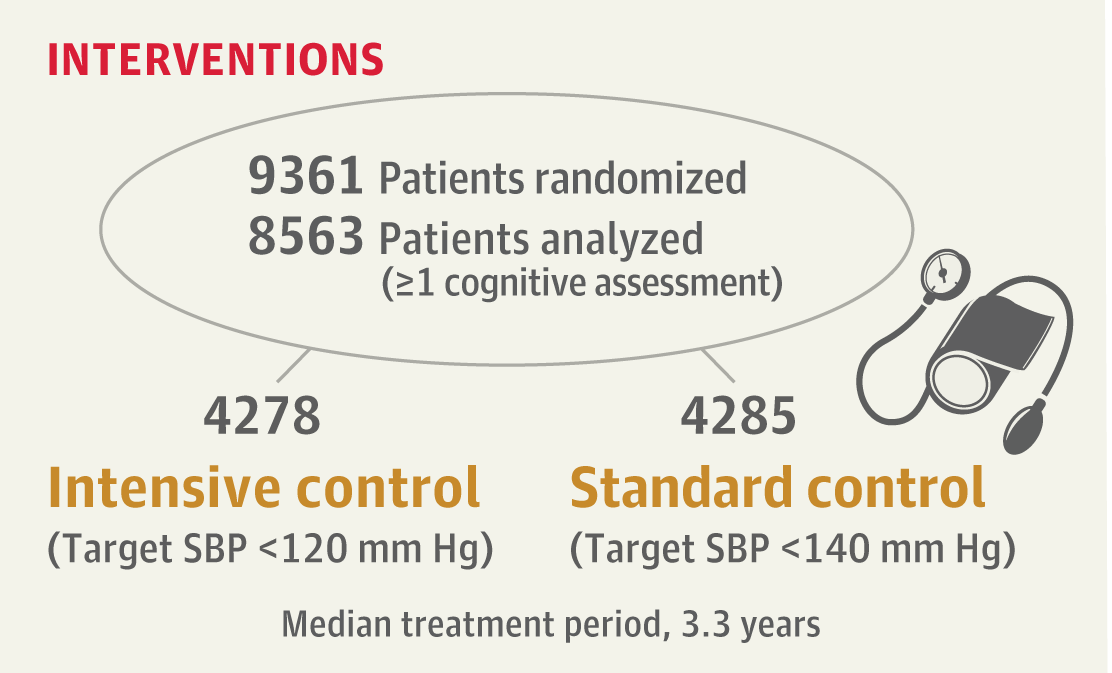 INTERVENTIONS
9361 Patients randomized
8563 Patients analyzed
(≥1 cognitive assessment)
4278
Intensive control
(Target SBP <120 mm Hg)
4285
Standard control
(Target SBP <140 mm Hg)
Median treatment period, 3.3 years